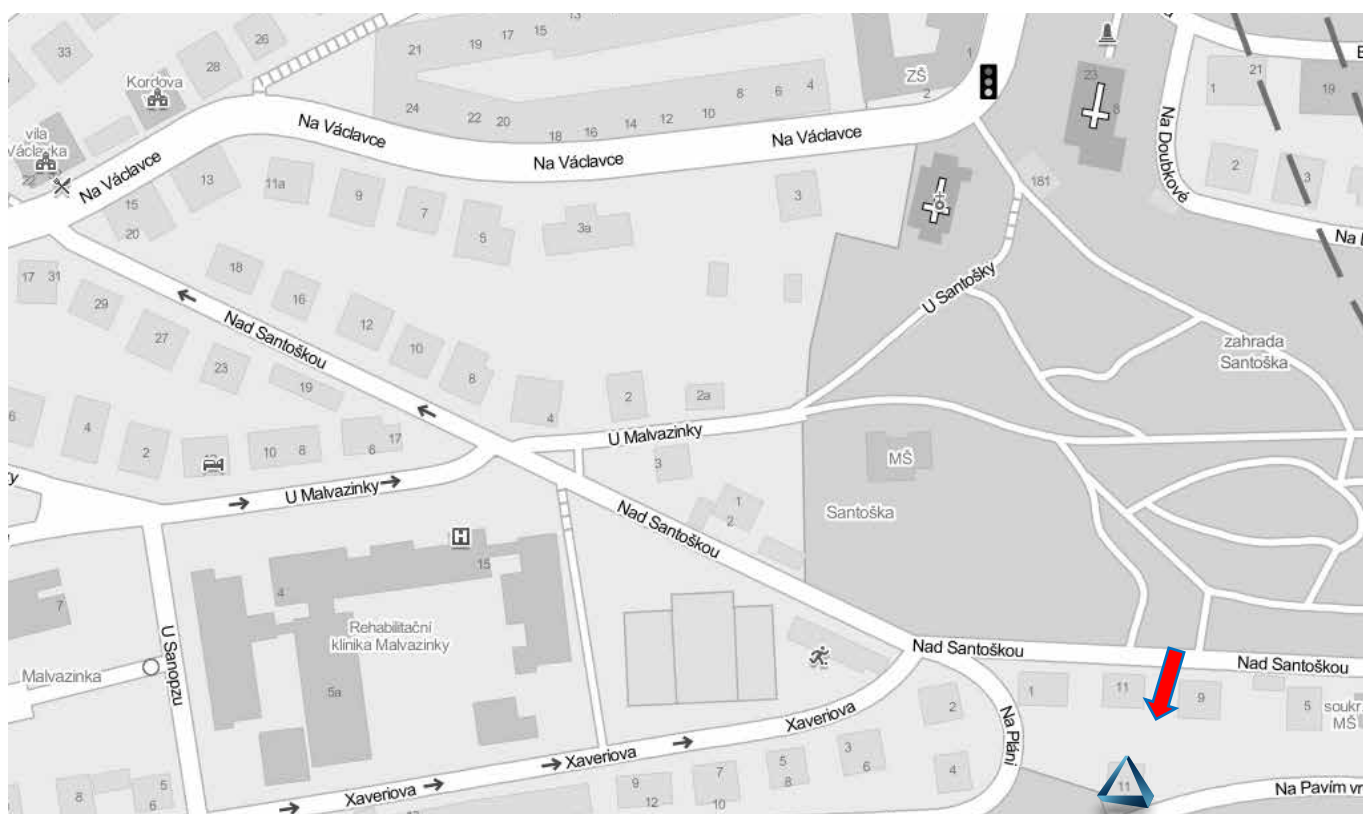 33
26
28
Kordova
21
19
17
15
13
ZŠ
1
2
23
8
1
21
19
B
24
22
20
18
16
14
12
10
8
6
4
Na Václavce
Na Václavce
Na Václavce
vila
Václavka
22
Na Václavce
Na Doubkové
2
3
13
11a
9
7
5
3a
3
181
15
20
17
31
18
16
12
10
8
4
29
27
23
19
Nad Santoškou
U Santošky
zahrada
Santoška
2
2a
U Malvazinky
6
4
2
10
8
6
17
3
MŠ
Santoška
1
2
U Malvazinky
Nad Santoškou
15
4
7
Rehabilitační
klinika Malvazinky
5a
Malvazinka
U Sanopzu
Nad Santoškou
Nad Santoškou
1
11
9
5
soukr.
MŠ
2
4
Na Pláni
Xaveriova
Xaveriova
Xaveriova
3
6
5
8
7
10
9
12
8
5
6
11
Na Pavím vr